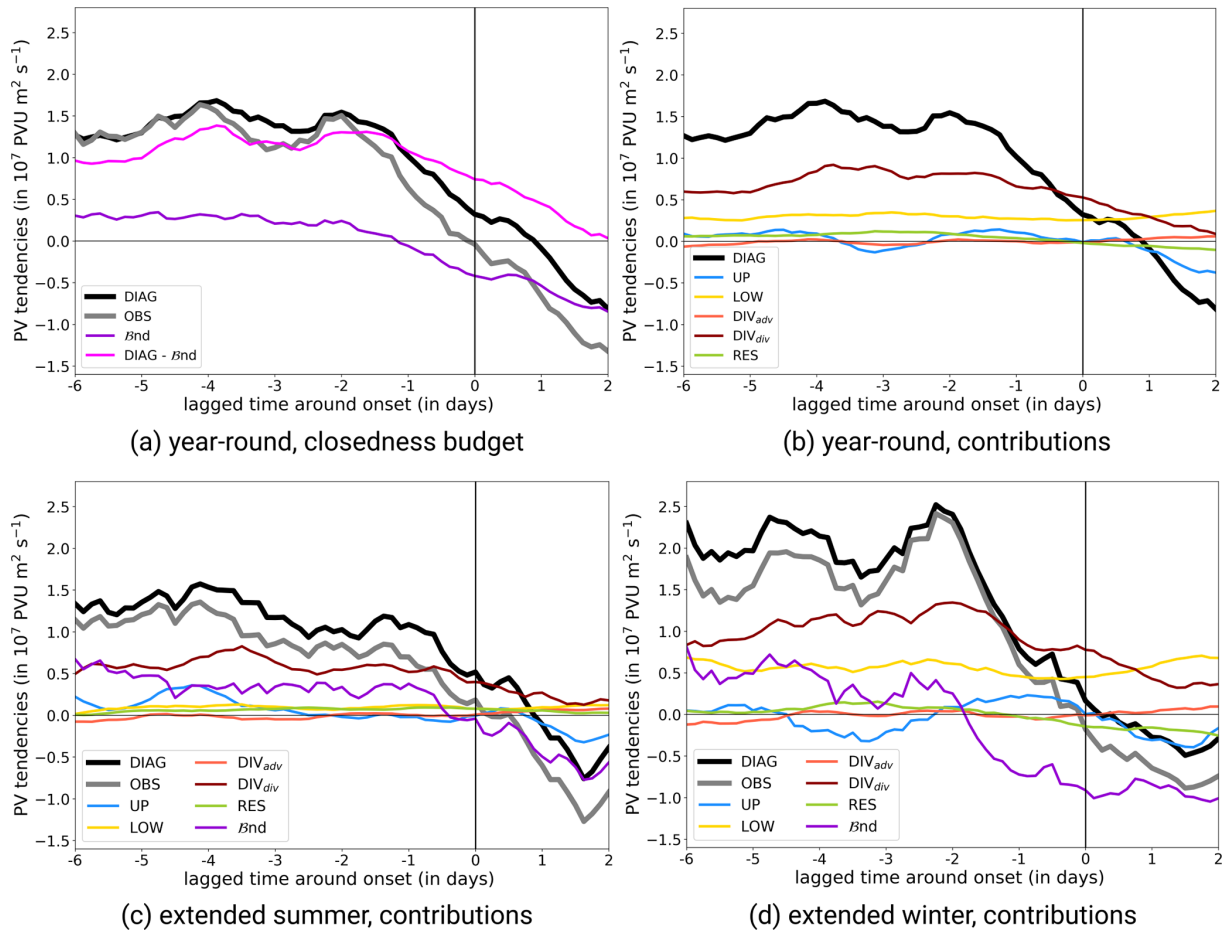 PV tendencies (in 10⁷ PVU m² s⁻¹)
2.5
2.0
1.5
1.0
0.5
0.0
−0.5
−1.0
−1.5
DIAG
OBS
ℬnd
DIAG - ℬnd
-6 -5 -4 -3 -2 -1 0 1 2
lagged time around onset (in days)
(a) year-round, closedness budget
PV tendencies (in 10⁷ PVU m² s⁻¹)
2.5
2.0
1.5
1.0
0.5
0.0
−0.5
−1.0
−1.5
DIAG
UP
LOW
DIV_adv
DIV_div
RES
-6 -5 -4 -3 -2 -1 0 1 2
lagged time around onset (in days)
(b) year-round, contributions
PV tendencies (in 10⁷ PVU m² s⁻¹)
2.5
2.0
1.5
1.0
0.5
0.0
−0.5
−1.0
−1.5
DIAG DIV_adv
OBS DIV_div
UP RES
LOW ℬnd
-6 -5 -4 -3 -2 -1 0 1 2
lagged time around onset (in days)
(c) extended summer, contributions
PV tendencies (in 10⁷ PVU m² s⁻¹)
2.5
2.0
1.5
1.0
0.5
0.0
−0.5
−1.0
−1.5
DIAG DIV_adv
OBS DIV_div
UP RES
LOW ℬnd
-6 -5 -4 -3 -2 -1 0 1 2
lagged time around onset (in days)
(d) extended winter, contributions